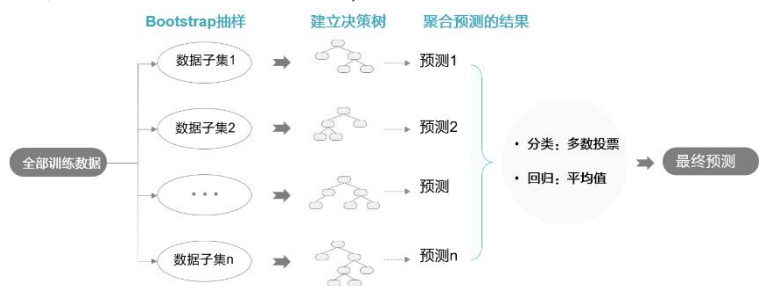 Bootstrap抽样 建立决策树 聚合预测的结果
数据子集1 预测1
数据子集2 预测2
全部训练数据
• 分类：多数投票
• 回归：平均值
最终预测
• • • 预测
数据子集n 预测n